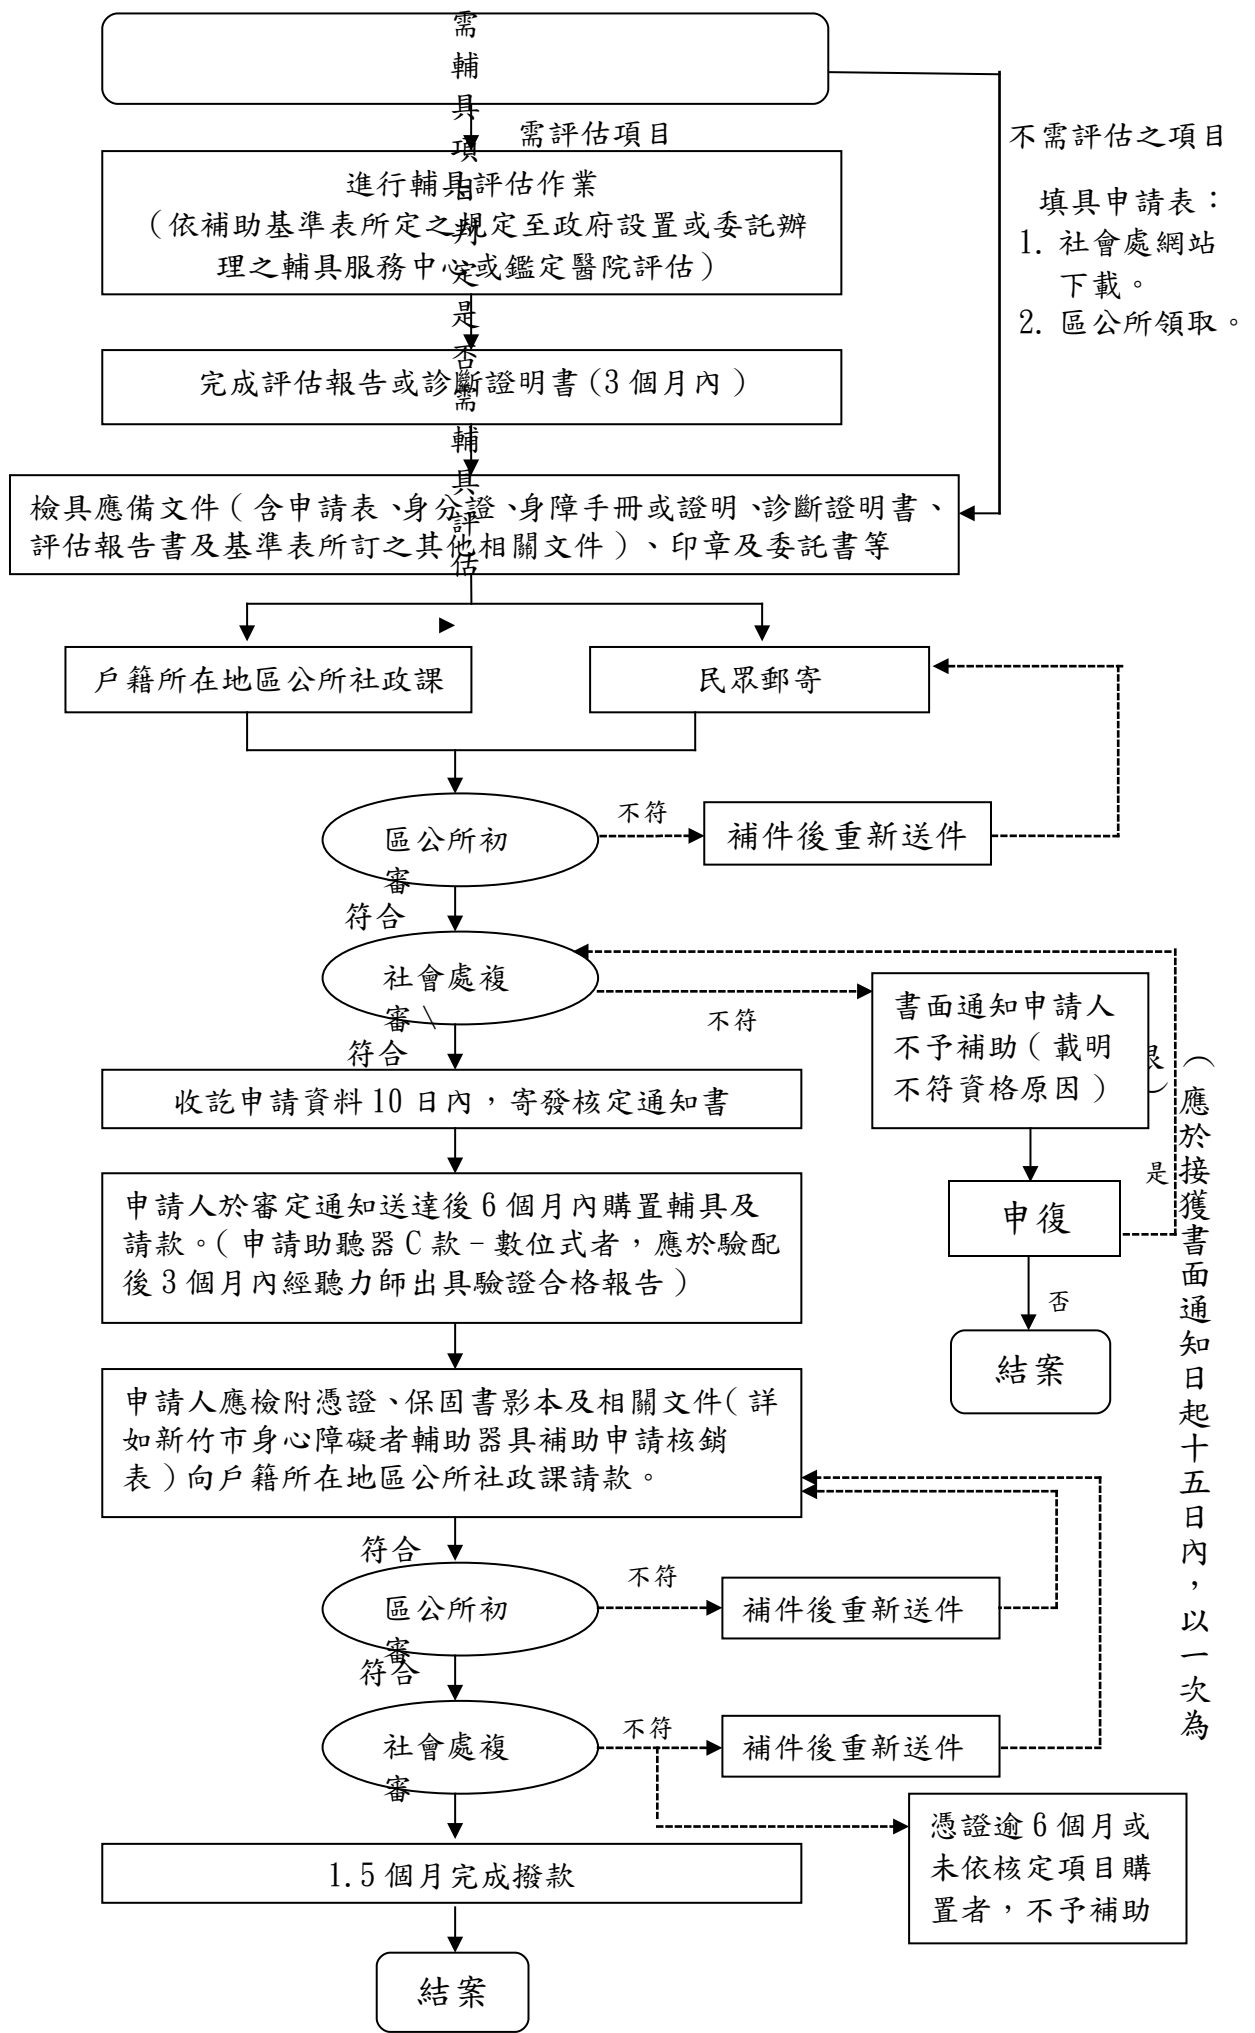 需輔具項目判定是否需輔具評估
需評估項目
不需評估之項目
填具申請表：
1. 社會處網站
下載。
2. 區公所領取。
進行輔具評估作業
（依補助基準表所定之規定至政府設置或委託辦
理之輔具服務中心或鑑定醫院評估）
完成評估報告或診斷證明書(3個月內)
檢具應備文件（含申請表、身分證、身障手冊或證明、診斷證明書、
評估報告書及基準表所訂之其他相關文件）、印章及委託書等
戶籍所在地區公所社政課
民眾郵寄
區公所初
審
不符
補件後重新送件
符合
社會處複
審\
不符
書面通知申請人
不予補助（載明
不符資格原因）
符合
收訖申請資料10日內，寄發核定通知書
申復
是
（應於接獲書面通知日起十五日內，以一次為
限）
否
結案
申請人於審定通知送達後6個月內購置輔具及
請款。（申請助聽器C款–數位式者，應於驗配
後3個月內經聽力師出具驗證合格報告）
申請人應檢附憑證、保固書影本及相關文件（詳
如新竹市身心障礙者輔助器具補助申請核銷
表）向戶籍所在地區公所社政課請款。
符合
區公所初
審
不符
補件後重新送件
符合
社會處複
審
不符
補件後重新送件
憑證逾6個月或
未依核定項目購
置者，不予補助
1.5個月完成撥款
結案